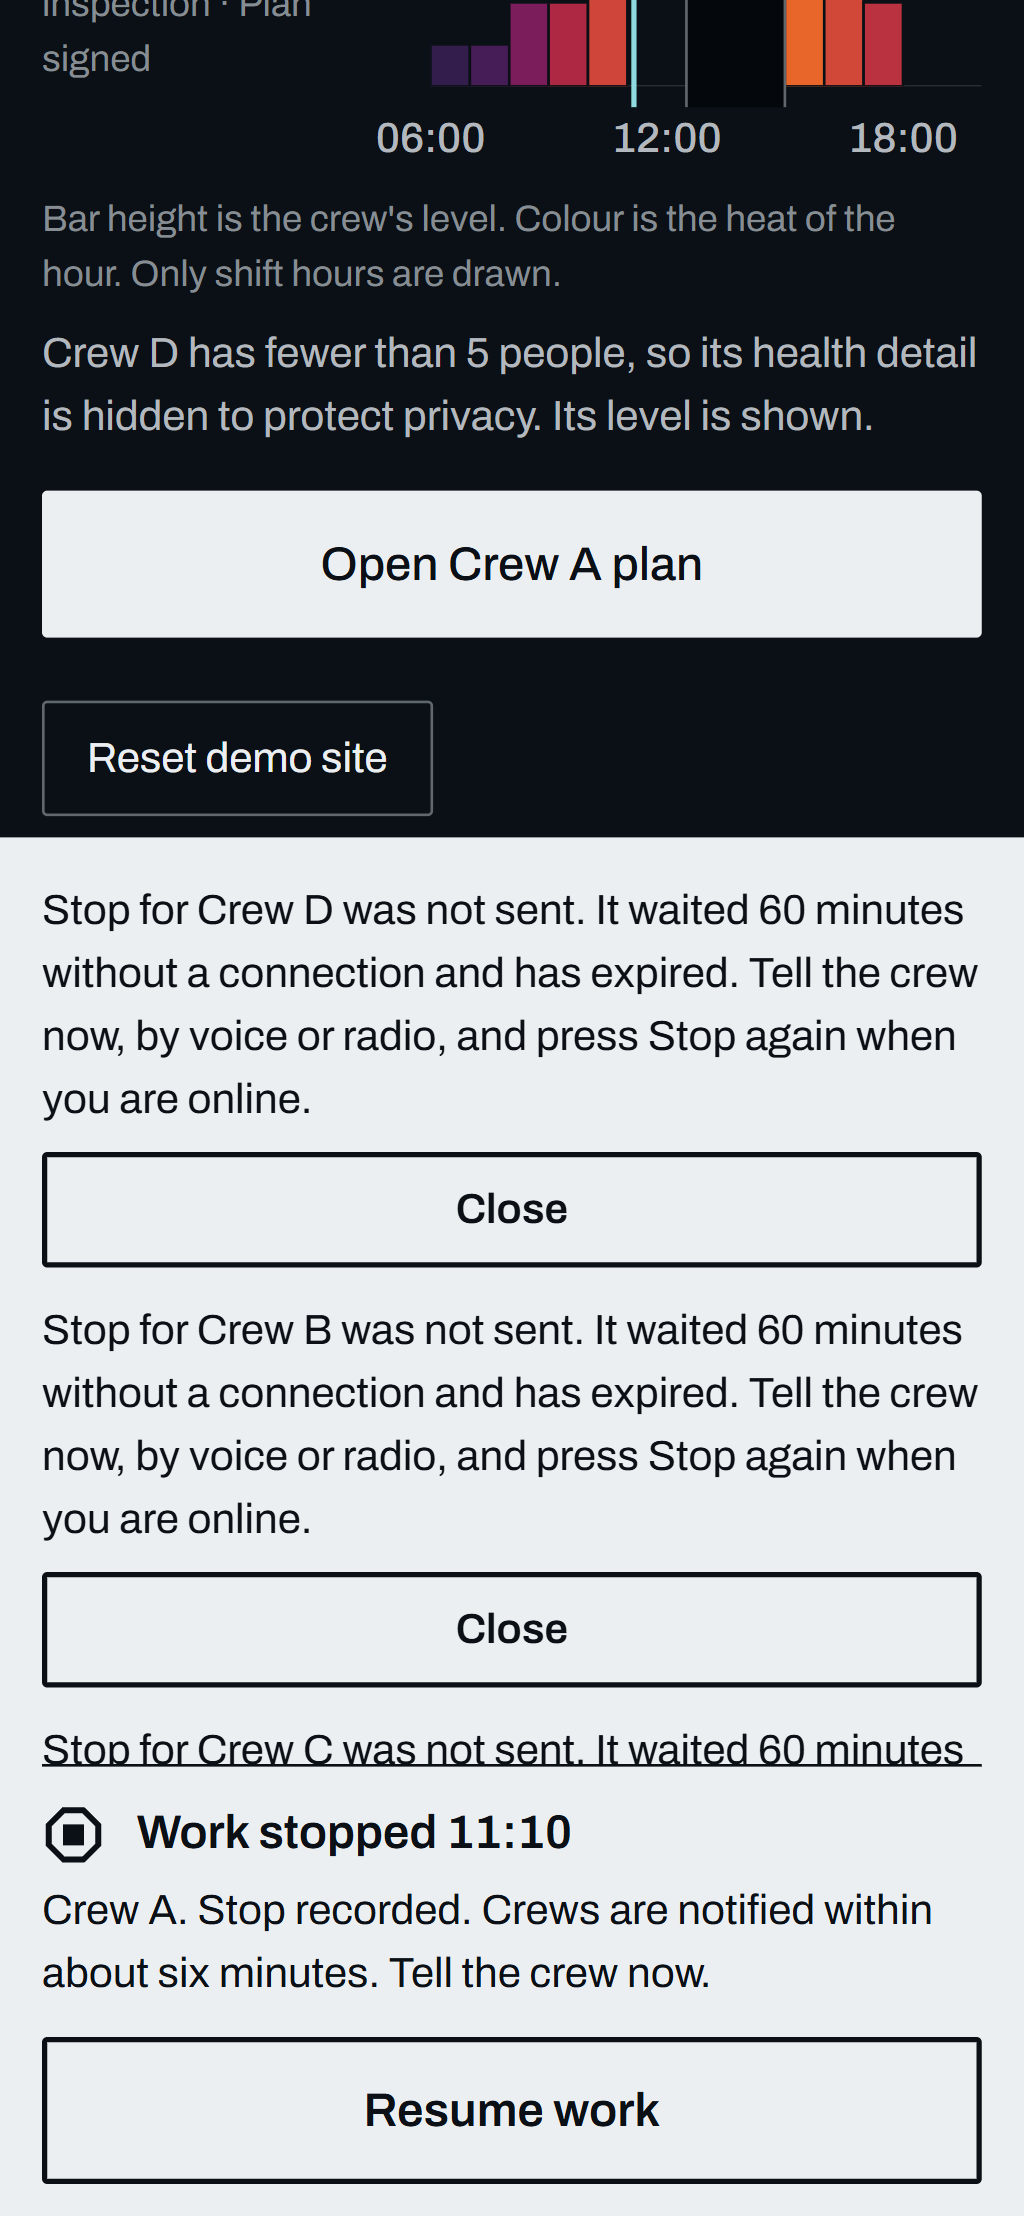 inspection · Plan
signed
06:00 12:00 18:00
Bar height is the crew's level. Colour is the heat of the
hour. Only shift hours are drawn.
Crew D has fewer than 5 people, so its health detail
is hidden to protect privacy. Its level is shown.
Open Crew A plan
Reset demo site
Stop for Crew D was not sent. It waited 60 minutes
without a connection and has expired. Tell the crew
now, by voice or radio, and press Stop again when
you are online.
Close
Stop for Crew B was not sent. It waited 60 minutes
without a connection and has expired. Tell the crew
now, by voice or radio, and press Stop again when
you are online.
Close
Stop for Crew C was not sent. It waited 60 minutes
Work stopped 11:10
Crew A. Stop recorded. Crews are notified within
about six minutes. Tell the crew now.
Resume work